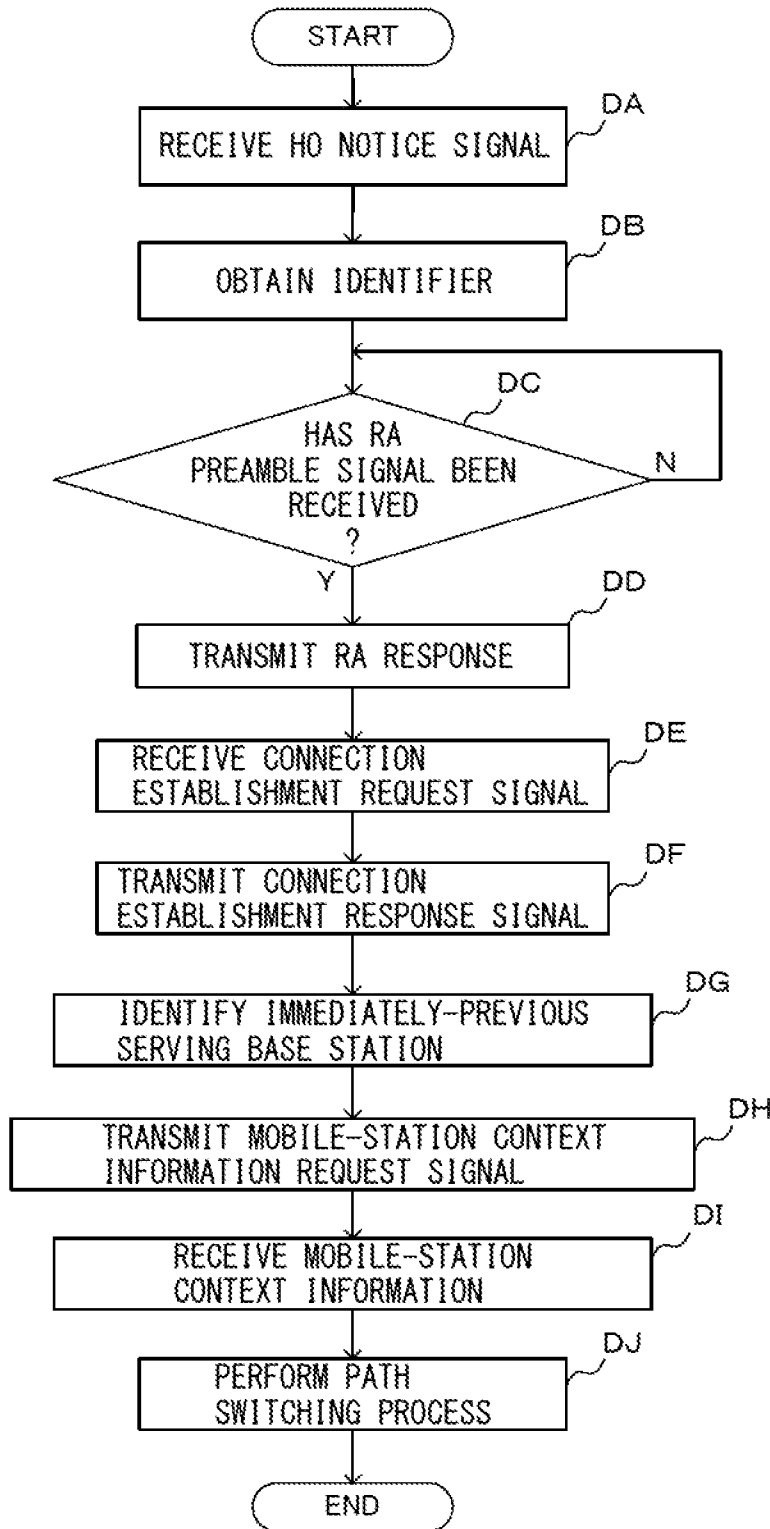 START
DA
RECEIVE HO NOTICE SIGNAL
DB
OBTAIN IDENTIFIER
DC
HAS RA
PREAMBLE SIGNAL BEEN
RECEIVED
?
N
Y
DD
TRANSMIT RA RESPONSE
DE
RECEIVE CONNECTION
ESTABLISHMENT REQUEST SIGNAL
DF
TRANSMIT CONNECTION
ESTABLISHMENT RESPONSE SIGNAL
DG
IDENTIFY IMMEDIATELY-PREVIOUS
SERVING BASE STATION
DH
TRANSMIT MOBILE-STATION CONTEXT
INFORMATION REQUEST SIGNAL
DI
RECEIVE MOBILE-STATION
CONTEXT INFORMATION
DJ
PERFORM PATH
SWITCHING PROCESS
END